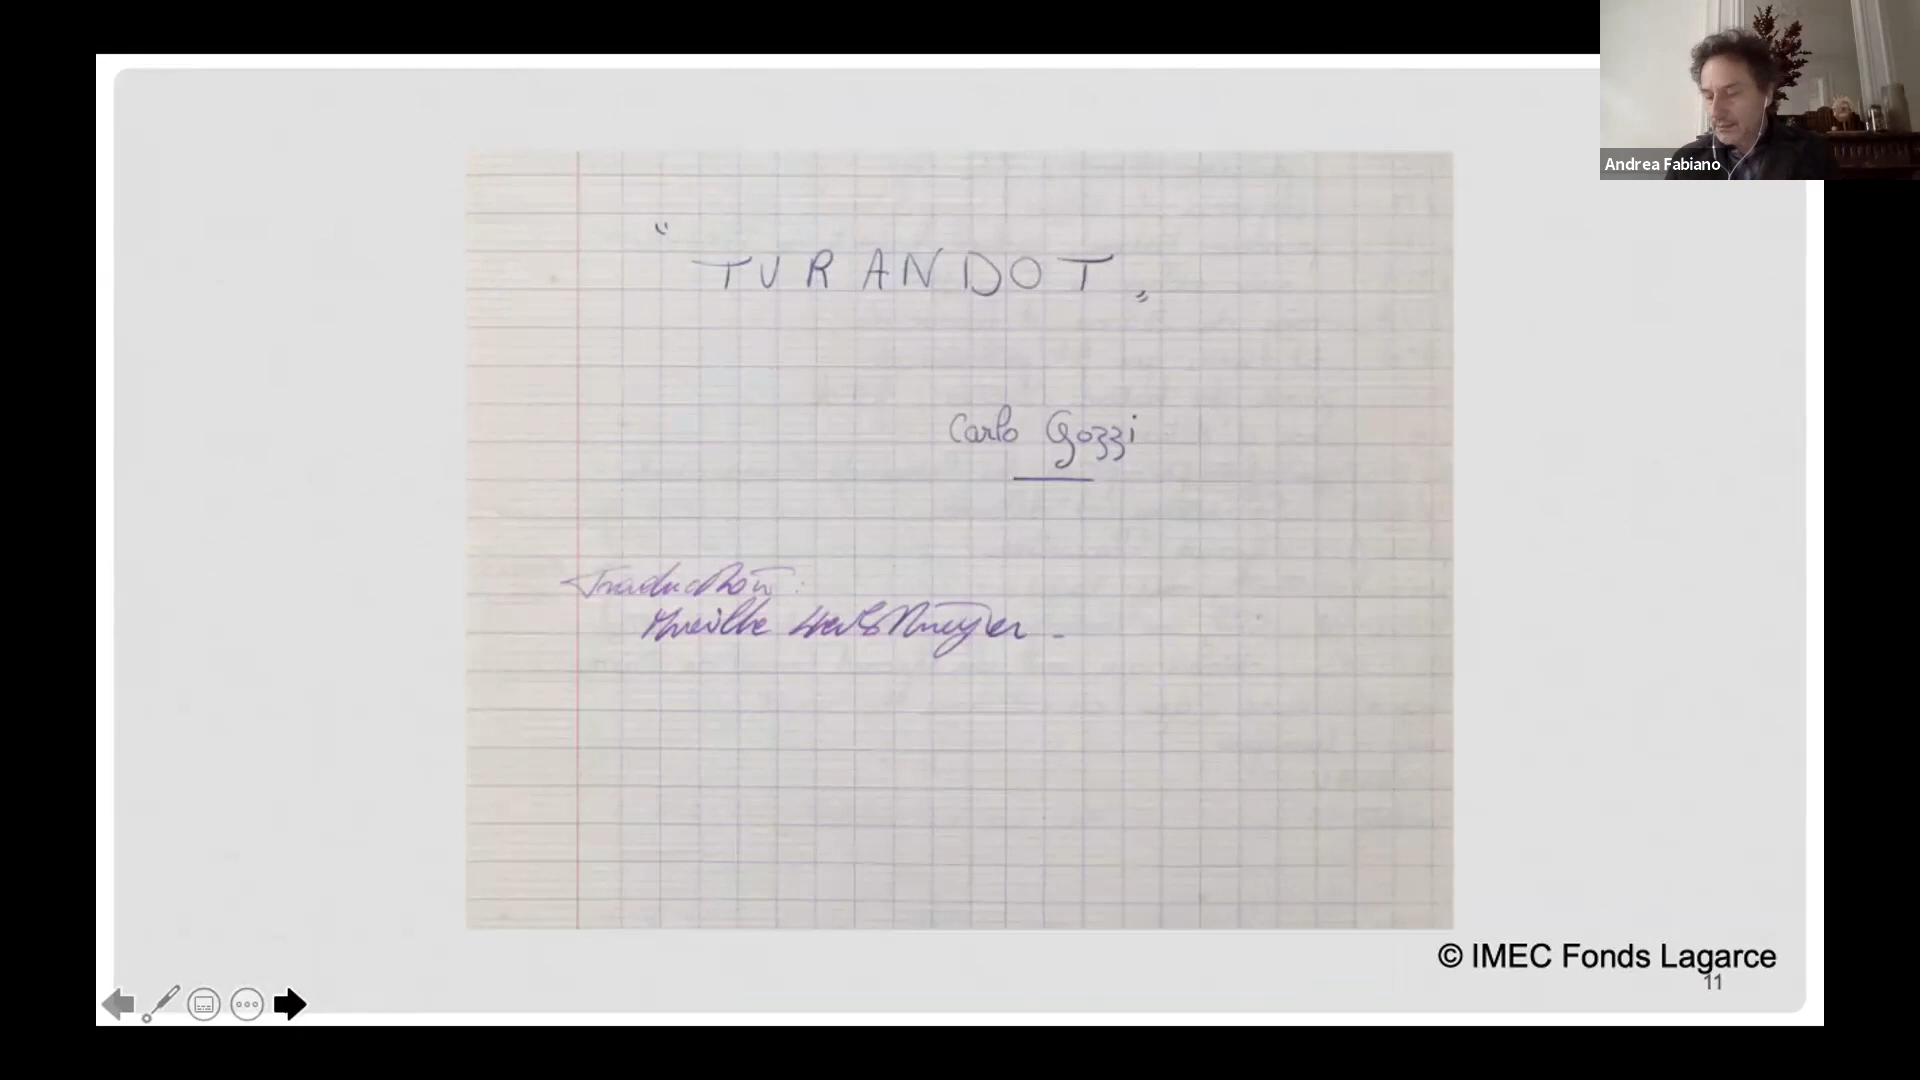 Andrea Fabiano
" TURANDOT "
Carlo Gozzi
Traduction :
Mireille Herbstmeyer -
© IMEC Fonds Lagarce
11